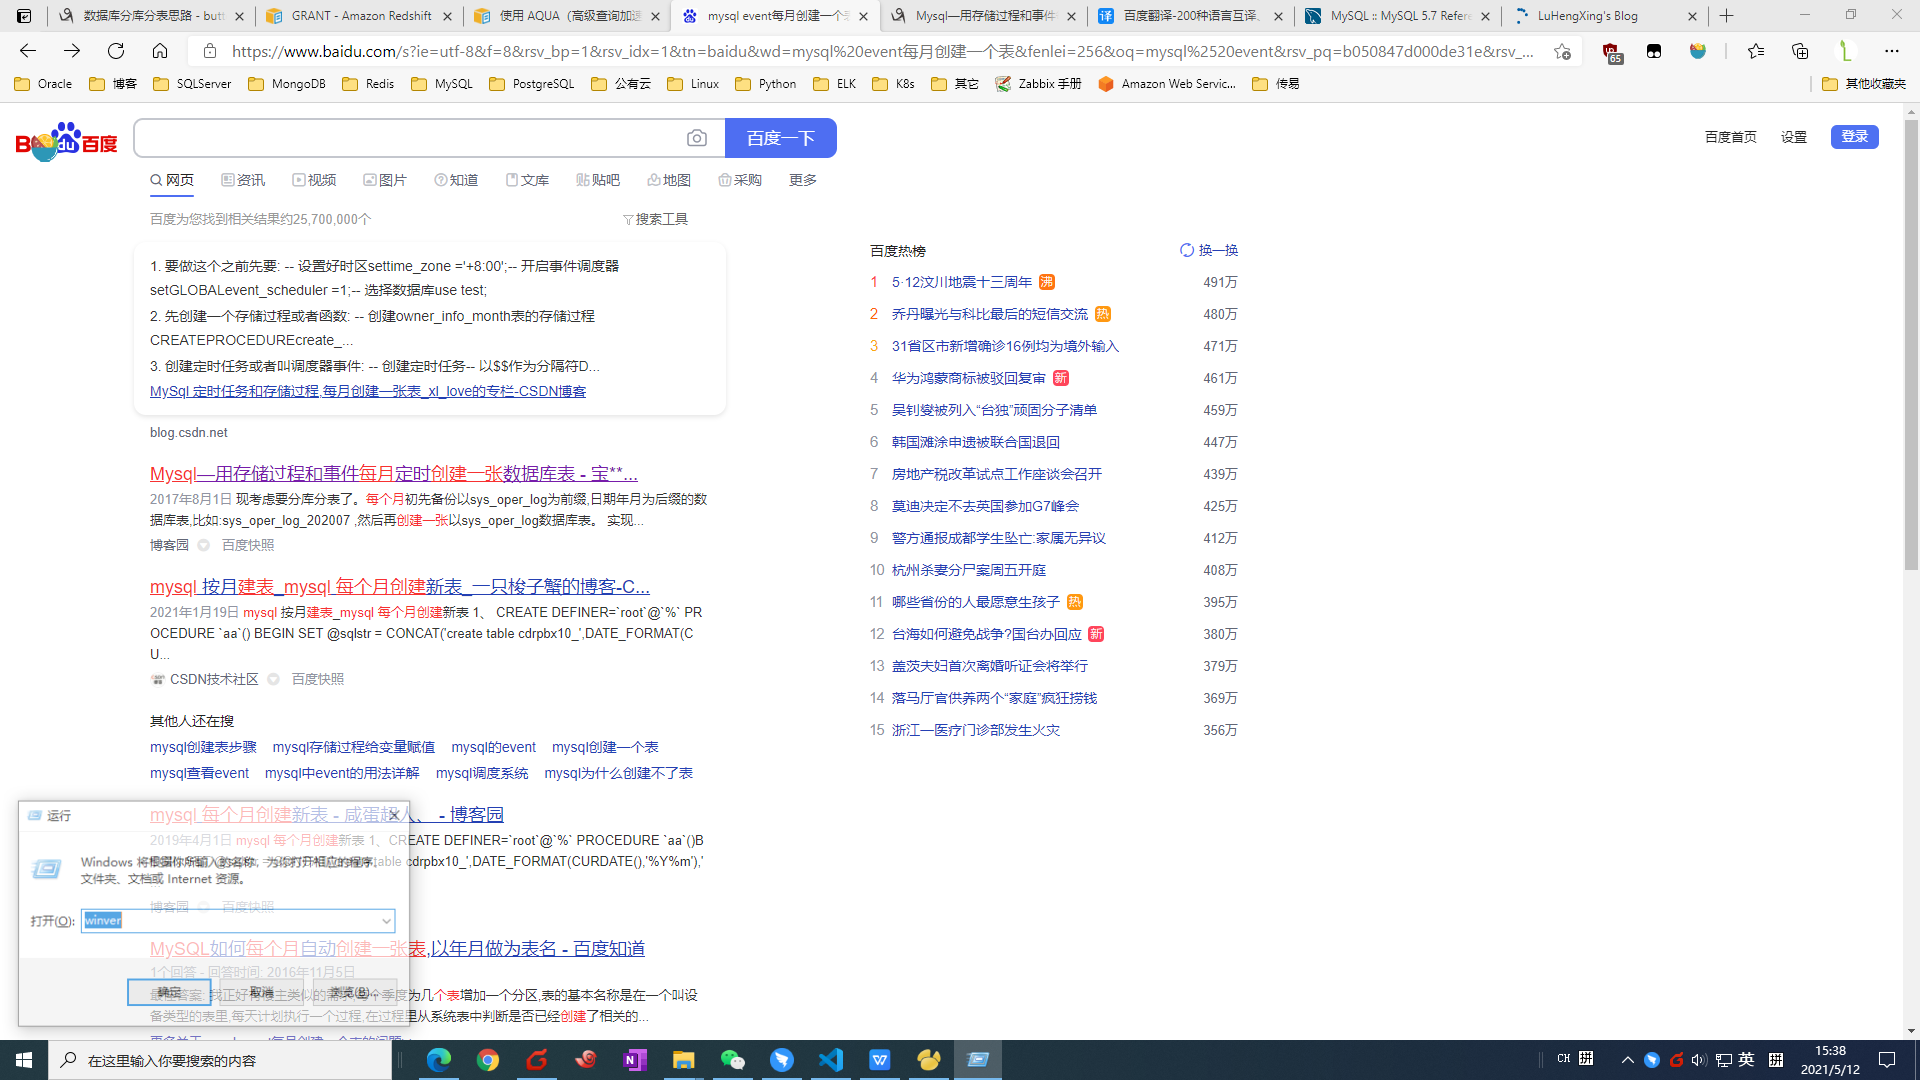 数据库分库分表思路 - butt
GRANT - Amazon Redshift
使用 AQUA（高级查询加速
mysql event每月创建一个表
Mysql—用存储过程和事件
百度翻译-200种语言互译、
MySQL :: MySQL 5.7 Refere
LuHengXing's Blog
https://www.baidu.com/s?ie=utf-8&f=8&rsv_bp=1&rsv_idx=1&tn=baidu&wd=mysql%20event每月创建一个表&fenlei=256&oq=mysql%2520event&rsv_pq=b050847d000de31e&rsv_...
65
Oracle 博客 SQLServer MongoDB Redis MySQL PostgreSQL 公有云 Linux Python ELK K8s 其它 Zabbix 手册 Amazon Web Servic... 传易 其他收藏夹
Bai du 百度
百度一下
百度首页 设置 登录
网页 资讯 视频 图片 知道 文库 贴吧 地图 采购 更多
百度为您找到相关结果约25,700,000个
搜索工具
1. 要做这个之前先要: -- 设置好时区settime_zone ='+8:00';-- 开启事件调度器
setGLOBALevent_scheduler =1;-- 选择数据库use test;
2. 先创建一个存储过程或者函数: -- 创建owner_info_month表的存储过程
CREATEPROCEDUREcreate_...
3. 创建定时任务或者叫调度器事件: -- 创建定时任务-- 以$$作为分隔符D...
MySql 定时任务和存储过程,每月创建一张表_xl_love的专栏-CSDN博客
blog.csdn.net
Mysql—用存储过程和事件每月定时创建一张数据库表 - 宝**...
2017年8月1日 现考虑要分库分表了。每个月初先备份以sys_oper_log为前缀,日期年月为后缀的数
据库表,比如:sys_oper_log_202007 ,然后再创建一张以sys_oper_log数据库表。 实现...
博客园 百度快照
mysql 按月建表_mysql 每个月创建新表_一只梭子蟹的博客-C...
2021年1月19日 mysql 按月建表_mysql 每个月创建新表 1、 CREATE DEFINER=`root`@`%` PR
OCEDURE `aa`() BEGIN SET @sqlstr = CONCAT('create table cdrpbx10_',DATE_FORMAT(C
U...
CSDN技术社区 百度快照
其他人还在搜
mysql创建表步骤 mysql存储过程给变量赋值 mysql的event mysql创建一个表
mysql查看event mysql中event的用法详解 mysql调度系统 mysql为什么创建不了表
mysql 每个月创建新表 - 咸蛋超人、 - 博客园
2019年4月1日 mysql 每个月创建新表 1、CREATE DEFINER=`root`@`%` PROCEDURE `aa`()B
table cdrpbx10_',DATE_FORMAT(CURDATE(),'%Y%m'),'
博客园 百度快照
MySQL如何每个月自动创建一张表,以年月做为表名 - 百度知道
1个回答 - 回答时间: 2016年11月5日
最佳答案: 我正好有楼主类似的需求,每个季度为几个表增加一个分区,表的基本名称是在一个叫设
备类型的表里,每天计划执行一个过程,在过程里从系统表中判断是否已经创建了相关的...
运行
Windows 将根据你所输入的名称，为你打开相应的程序、
文件夹、文档或 Internet 资源。
打开(O): winver
确定 取消 浏览(B)...
百度热榜 换一换
1 5·12汶川地震十三周年 沸 491万
2 乔丹曝光与科比最后的短信交流 热 480万
3 31省区市新增确诊16例均为境外输入 471万
4 华为鸿蒙商标被驳回复审 新 461万
5 吴钊燮被列入“台独”顽固分子清单 459万
6 韩国滩涂申遗被联合国退回 447万
7 房地产税改革试点工作座谈会召开 439万
8 莫迪决定不去英国参加G7峰会 425万
9 警方通报成都学生坠亡:家属无异议 412万
10 杭州杀妻分尸案周五开庭 408万
11 哪些省份的人最愿意生孩子 热 395万
12 台海如何避免战争?国台办回应 新 380万
13 盖茨夫妇首次离婚听证会将举行 379万
14 落马厅官供养两个“家庭”疯狂捞钱 369万
15 浙江一医疗门诊部发生火灾 356万
在这里输入你要搜索的内容
CH 拼 英 拼
15:38
2021/5/12